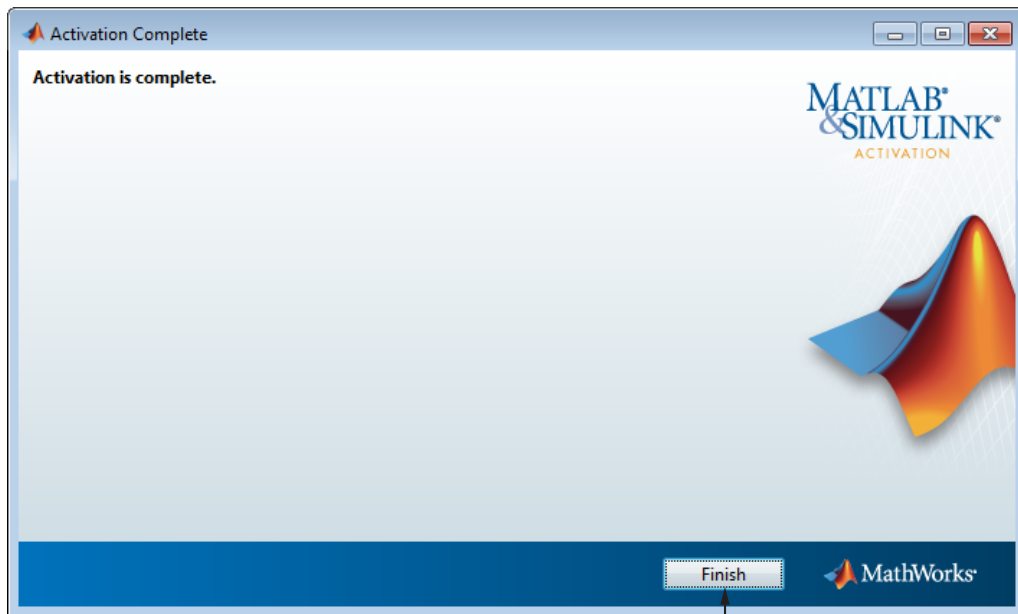 Activation Complete
Activation is complete.
MATLAB®
&SIMULINK®
ACTIVATION
Finish
MathWorks®